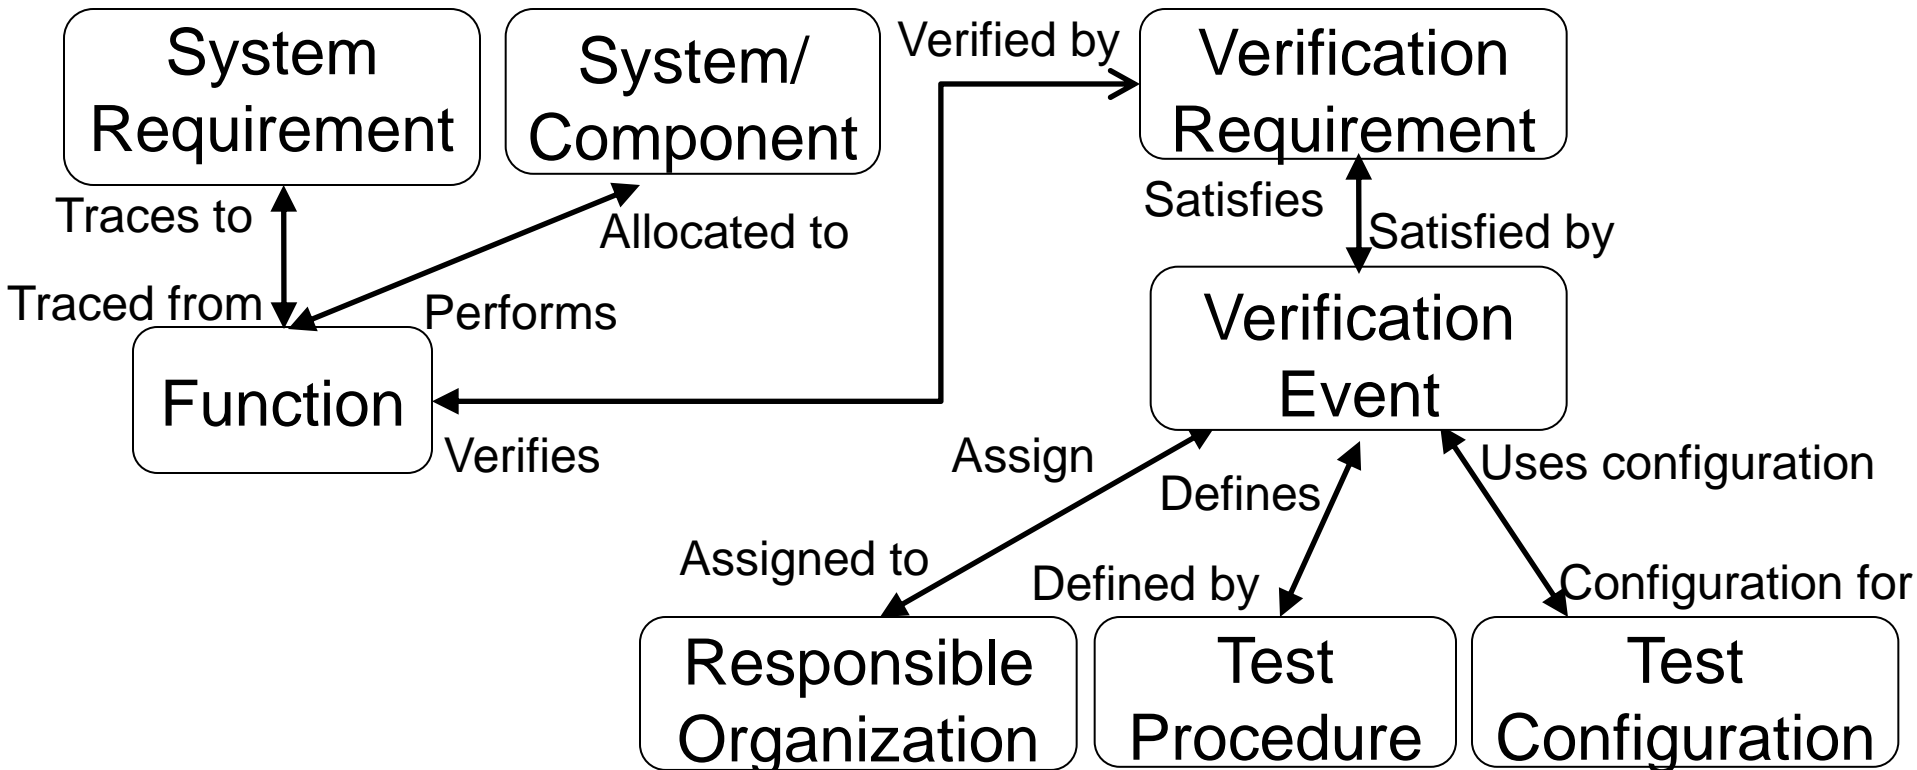 System
Requirement
System/
Component
Verified by
Verification
Requirement
Traces to
Allocated to
Satisfies
Satisfied by
Traced from
Performs
Function
Verifies
Verification
Event
Assign
Defines
Uses configuration
Assigned to
Defined by
Configuration for
Responsible
Organization
Test
Procedure
Test
Configuration